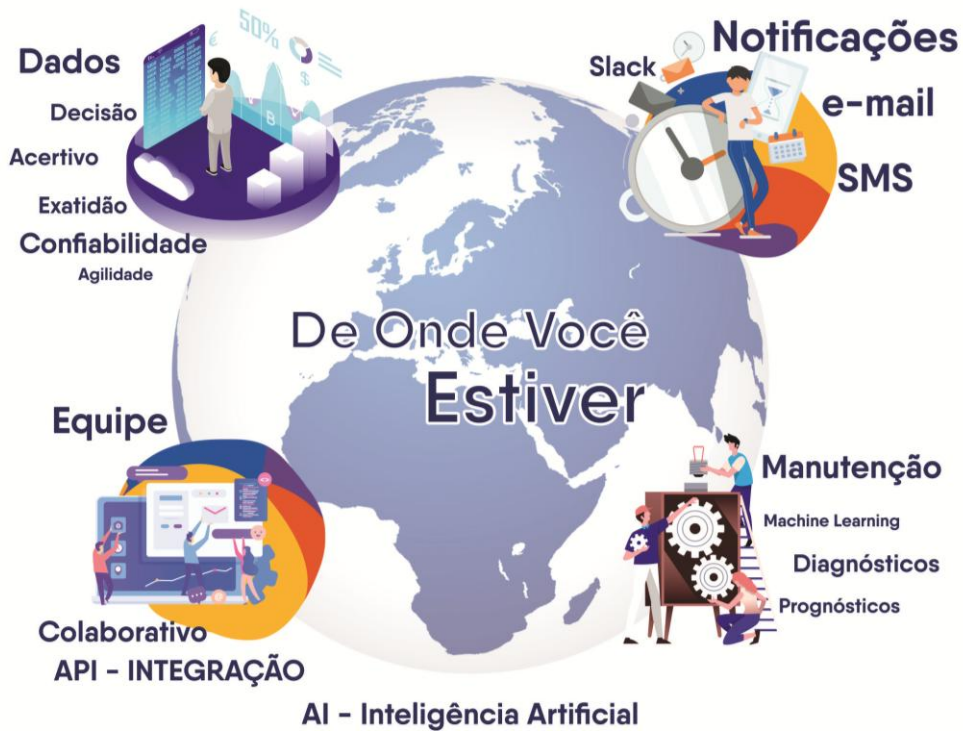 Dados
Decisão
Acertivo
Exatidão
Confiabilidade
Agilidade
50%
€
$
B
Notificações
Slack
e-mail
SMS
De Onde Você
Estiver
Equipe
Colaborativo
API - INTEGRAÇÃO
Manutenção
Machine Learning
Diagnósticos
Prognósticos
AI - Inteligência Artificial